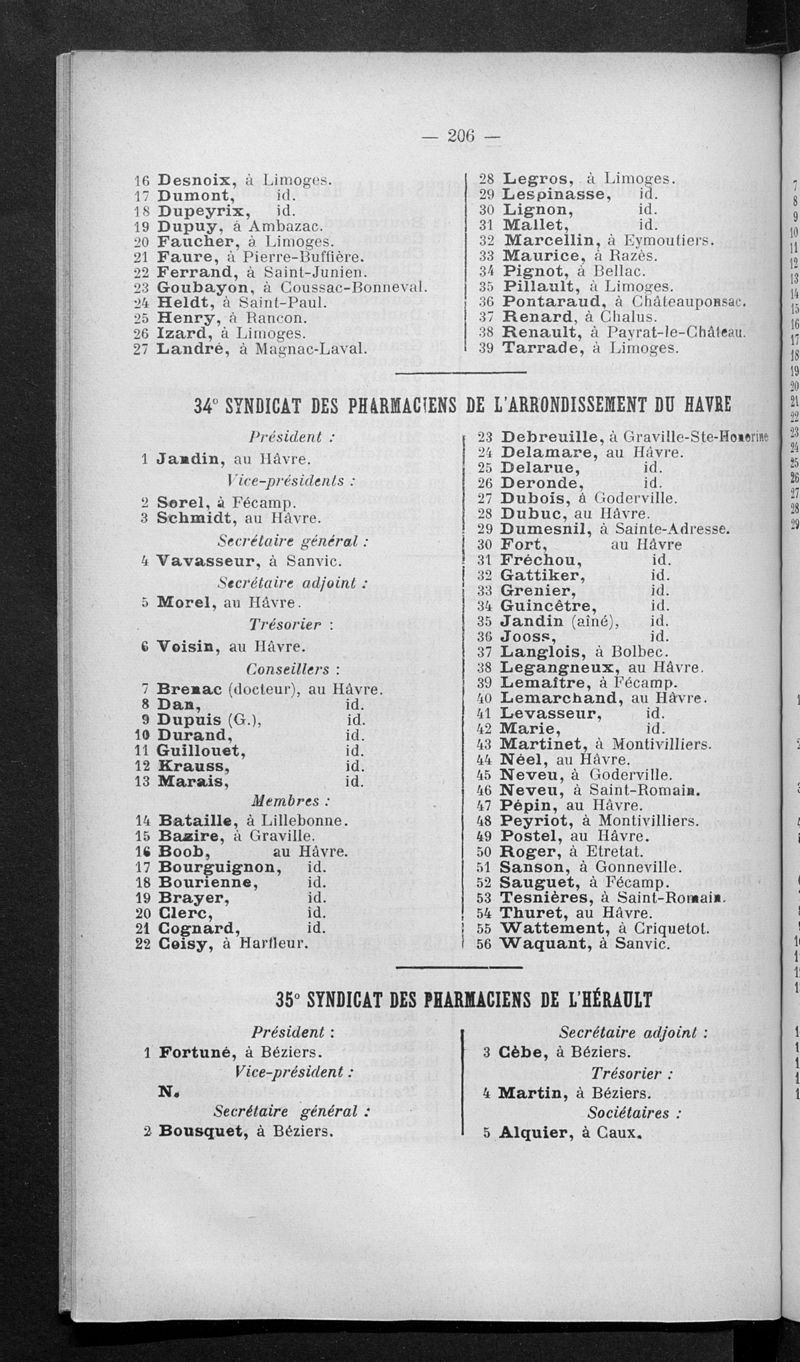 — 206 —
16 Desnoix, à Limoges.
17 Dumont, id.
18 Dupeyrix, id.
19 Dupuy, à Ambazac.
20 Faucher, à Limoges.
21 Faure, à Pierre-Buffière.
22 Ferrand, à Saint-Junien.
23 Goubayon, à Coussac-Bonneval.
24 Heldt, à Saint-Paul.
25 Henry, à Rancon.
26 Izard, à Limoges.
27 Landré, à Magnac-Laval.
28 Legros, à Limoges.
29 Lespinasse, id.
30 Lignon, id.
31 Mallet, id.
32 Marcellin, à Eymoutiers.
33 Maurice, à Razès.
34 Pignot, à Bellac.
35 Pillault, à Limoges.
36 Pontaraud, à Châteauponsac.
37 Renard, à Chalus.
38 Renault, à Payrat-le-Château.
39 Tarrade, à Limoges.
34° SYNDICAT DES PHARMACIENS DE L'ARRONDISSEMENT DU HAVRE
Président :
1 Jandin, au Hâvre.
Vice-présidents :
2 Sorel, à Fécamp.
3 Schmidt, au Hâvre.
Secrétaire général :
4 Vavasseur, à Sanvic.
Secrétaire adjoint :
5 Morel, au Hâvre.
Trésorier :
6 Voisin, au Hâvre.
Conseillers :
7 Brenac (docteur), au Hâvre.
8 Dan, id.
9 Dupuis (G.), id.
10 Durand, id.
11 Guillouet, id.
12 Krauss, id.
13 Marais, id.
Membres :
14 Bataille, à Lillebonne.
15 Bazire, à Graville.
16 Boob, au Hâvre.
17 Bourguignon, id.
18 Bourienne, id.
19 Brayer, id.
20 Clerc, id.
21 Cognard, id.
22 Coisy, à Harfleur.
23 Debreuille, à Graville-Ste-Honorine
24 Delamare, au Hâvre.
25 Delarue, id.
26 Deronde, id.
27 Dubois, à Goderville.
28 Dubuc, au Hâvre.
29 Dumesnil, à Sainte-Adresse.
30 Fort, au Hâvre
31 Fréchou, id.
32 Gattiker, id.
33 Grenier, id.
34 Guincêtre, id.
35 Jandin (aîné), id.
36 Jooss, id.
37 Langlois, à Bolbec.
38 Legangneux, au Hâvre.
39 Lemaître, à Fécamp.
40 Lemarchand, au Hâvre.
41 Levasseur, id.
42 Marie, id.
43 Martinet, à Montivilliers.
44 Néel, au Hâvre.
45 Neveu, à Goderville.
46 Neveu, à Saint-Romain.
47 Pépin, au Hâvre.
48 Peyriot, à Montivilliers.
49 Postel, au Hâvre.
50 Roger, à Etretat.
51 Sanson, à Gonneville.
52 Sauguet, à Fécamp.
53 Tesnières, à Saint-Romain.
54 Thuret, au Hâvre.
55 Wattement, à Criquetot.
56 Waquant, à Sanvic.
35° SYNDICAT DES PHARMACIENS DE L'HÉRAULT
Président :
1 Fortuné, à Béziers.
Vice-président :
N.
Secrétaire général :
2 Bousquet, à Béziers.
Secrétaire adjoint :
3 Cèbe, à Béziers.
Trésorier :
4 Martin, à Béziers.
Sociétaires :
5 Alquier, à Caux.